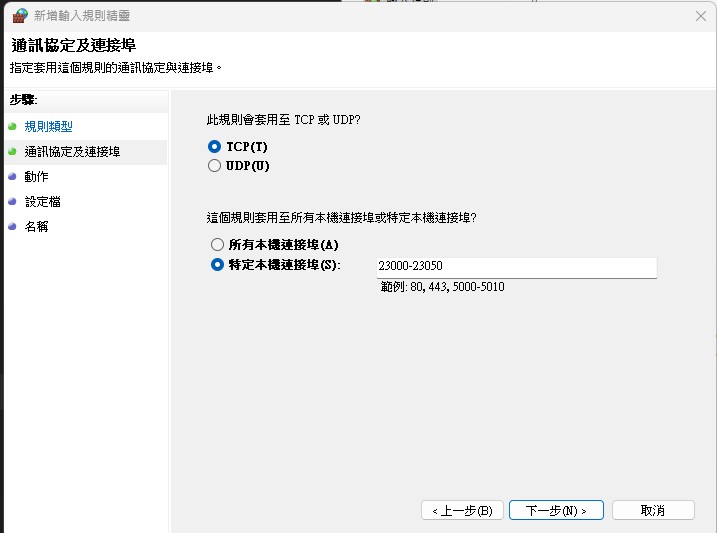 新增輸入規則精靈
通訊協定及連接埠
指定套用這個規則的通訊協定與連接埠。
步驟:
規則類型
通訊協定及連接埠
動作
設定檔
名稱
此規則會套用至 TCP 或 UDP?
TCP(T)
UDP(U)
這個規則套用至所有本機連接埠或特定本機連接埠?
所有本機連接埠(A)
特定本機連接埠(S):
23000-23050
範例: 80, 443, 5000-5010
< 上一步(B)
下一步(N) >
取消